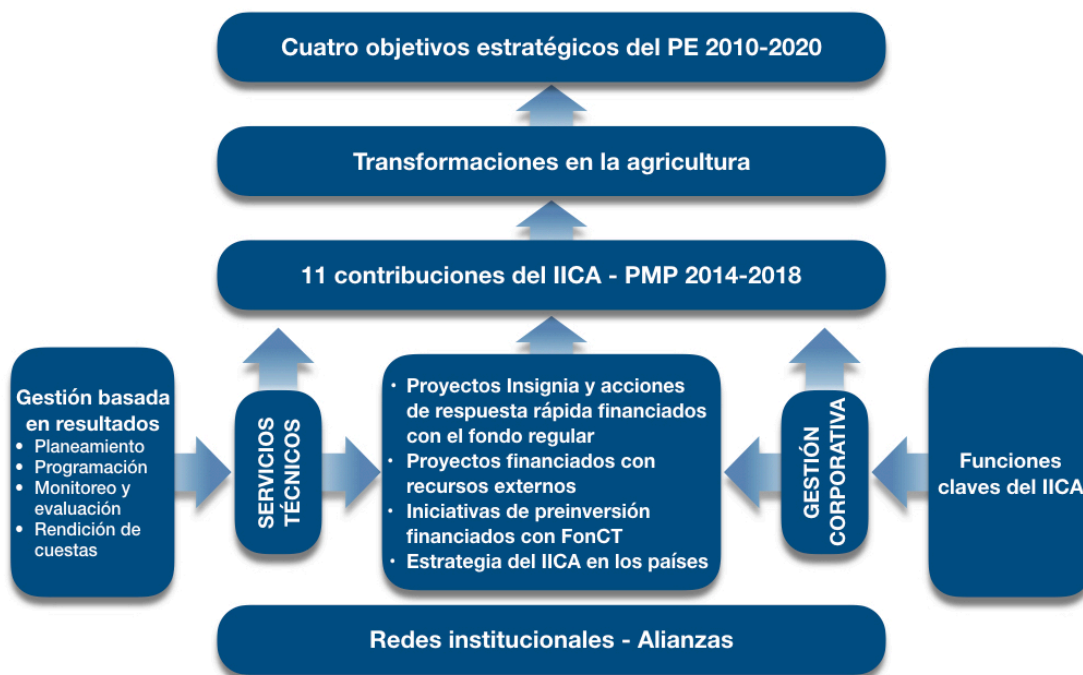 Cuatro objetivos estratégicos del PE 2010-2020
Transformaciones en la agricultura
11 contribuciones del IICA - PMP 2014-2018
Gestión basada
en resultados
• Planeamiento
• Programación
• Monitoreo y
evaluación
• Rendición de
cuestas
SERVICIOS
TÉCNICOS
• Proyectos Insignia y acciones
de respuesta rápida financiados
con el fondo regular
• Proyectos financiados con
recursos externos
• Iniciativas de preinversión
financiados con FonCT
• Estrategia del IICA en los países
GESTIÓN
CORPORATIVA
Funciones
claves del IICA
Redes institucionales - Alianzas